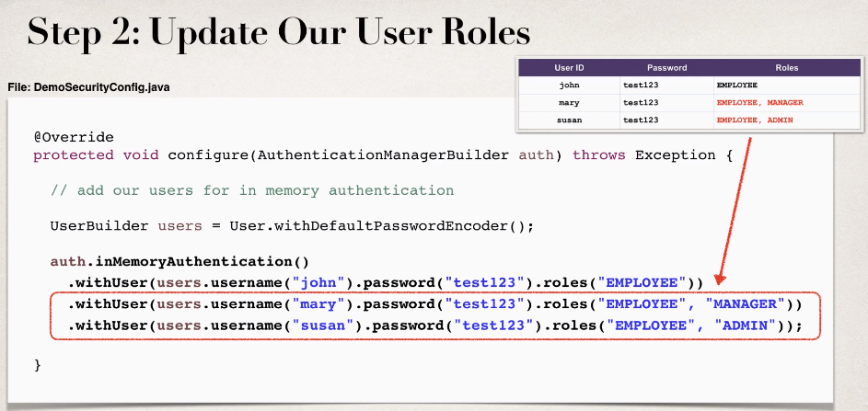 Step 2: Update Our User Roles
User ID Password Roles
john test123 EMPLOYEE
mary test123 EMPLOYEE, MANAGER
susan test123 EMPLOYEE, ADMIN
File: DemoSecurityConfig.java
@Override
protected void configure(AuthenticationManagerBuilder auth) throws Exception {
// add our users for in memory authentication
UserBuilder users = User.withDefaultPasswordEncoder();
auth.inMemoryAuthentication()
.withUser(users.username("john").password("test123").roles("EMPLOYEE"))
.withUser(users.username("mary").password("test123").roles("EMPLOYEE", "MANAGER"))
.withUser(users.username("susan").password("test123").roles("EMPLOYEE", "ADMIN"));
}